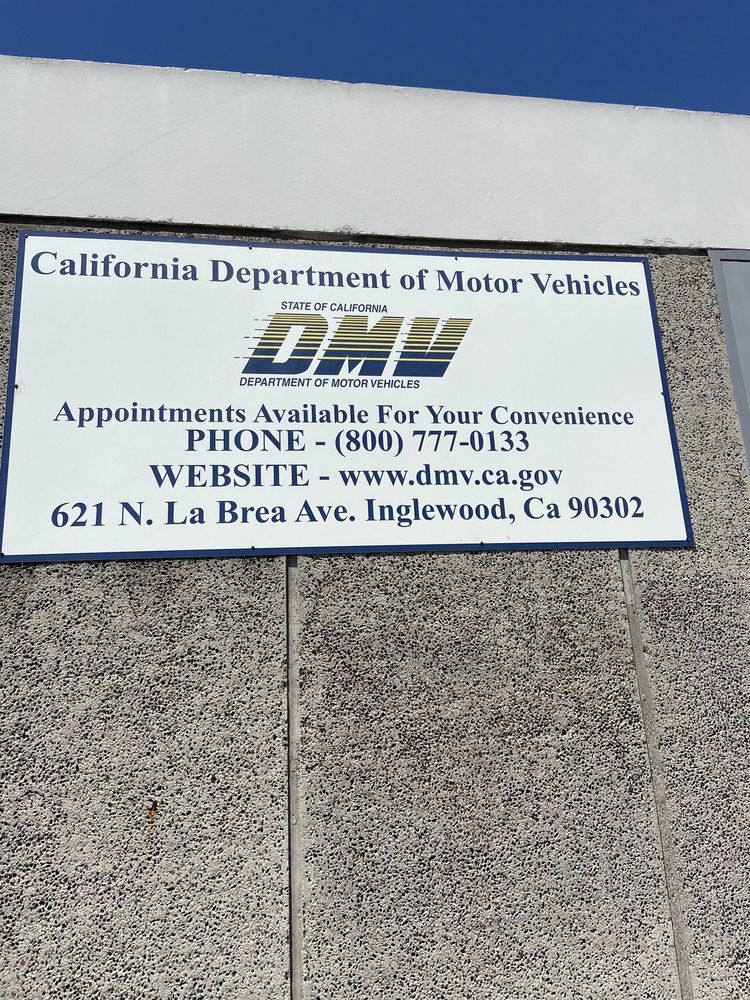 California Department of Motor Vehicles
STATE OF CALIFORNIA
DMV
DEPARTMENT OF MOTOR VEHICLES
Appointments Available For Your Convenience
PHONE - (800) 777-0133
WEBSITE - www.dmv.ca.gov
621 N. La Brea Ave. Inglewood, Ca 90302